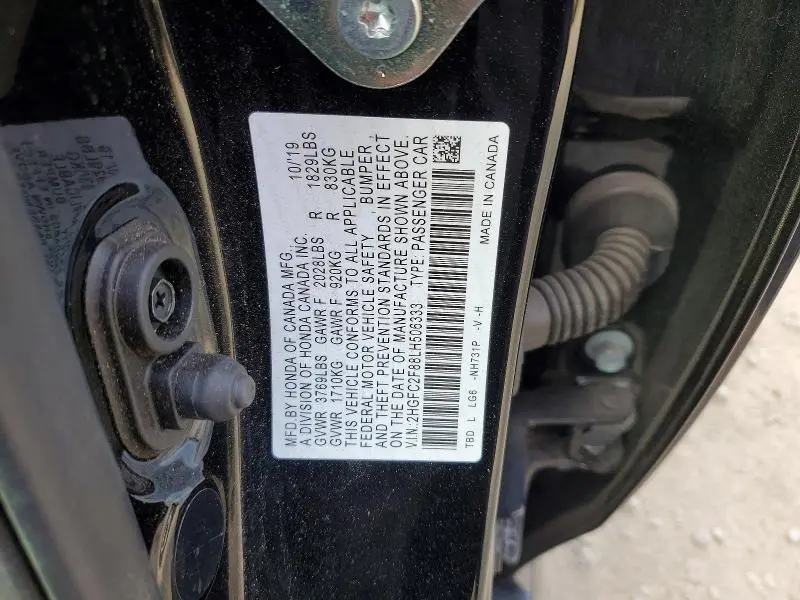 MFD.BY HONDA OF CANADA MFG., 10/19
A DIVISION OF HONDA CANADA INC.
GVWR 3769LBS GAWR F 2028LBS R 1829LBS
GVWR 1710KG GAWR F 920KG R 830KG
THIS VEHICLE CONFORMS TO ALL APPLICABLE
FEDERAL MOTOR VEHICLE SAFETY BUMPER,
AND THEFT PREVENTION STANDARDS IN EFFECT
ON THE DATE OF MANUFACTURE SHOWN ABOVE.
V.I.N: 2HGFC2F88LH506333 TYPE: PASSENGER CAR
TBD L LG6 -NH731P -V-H MADE IN CANADA